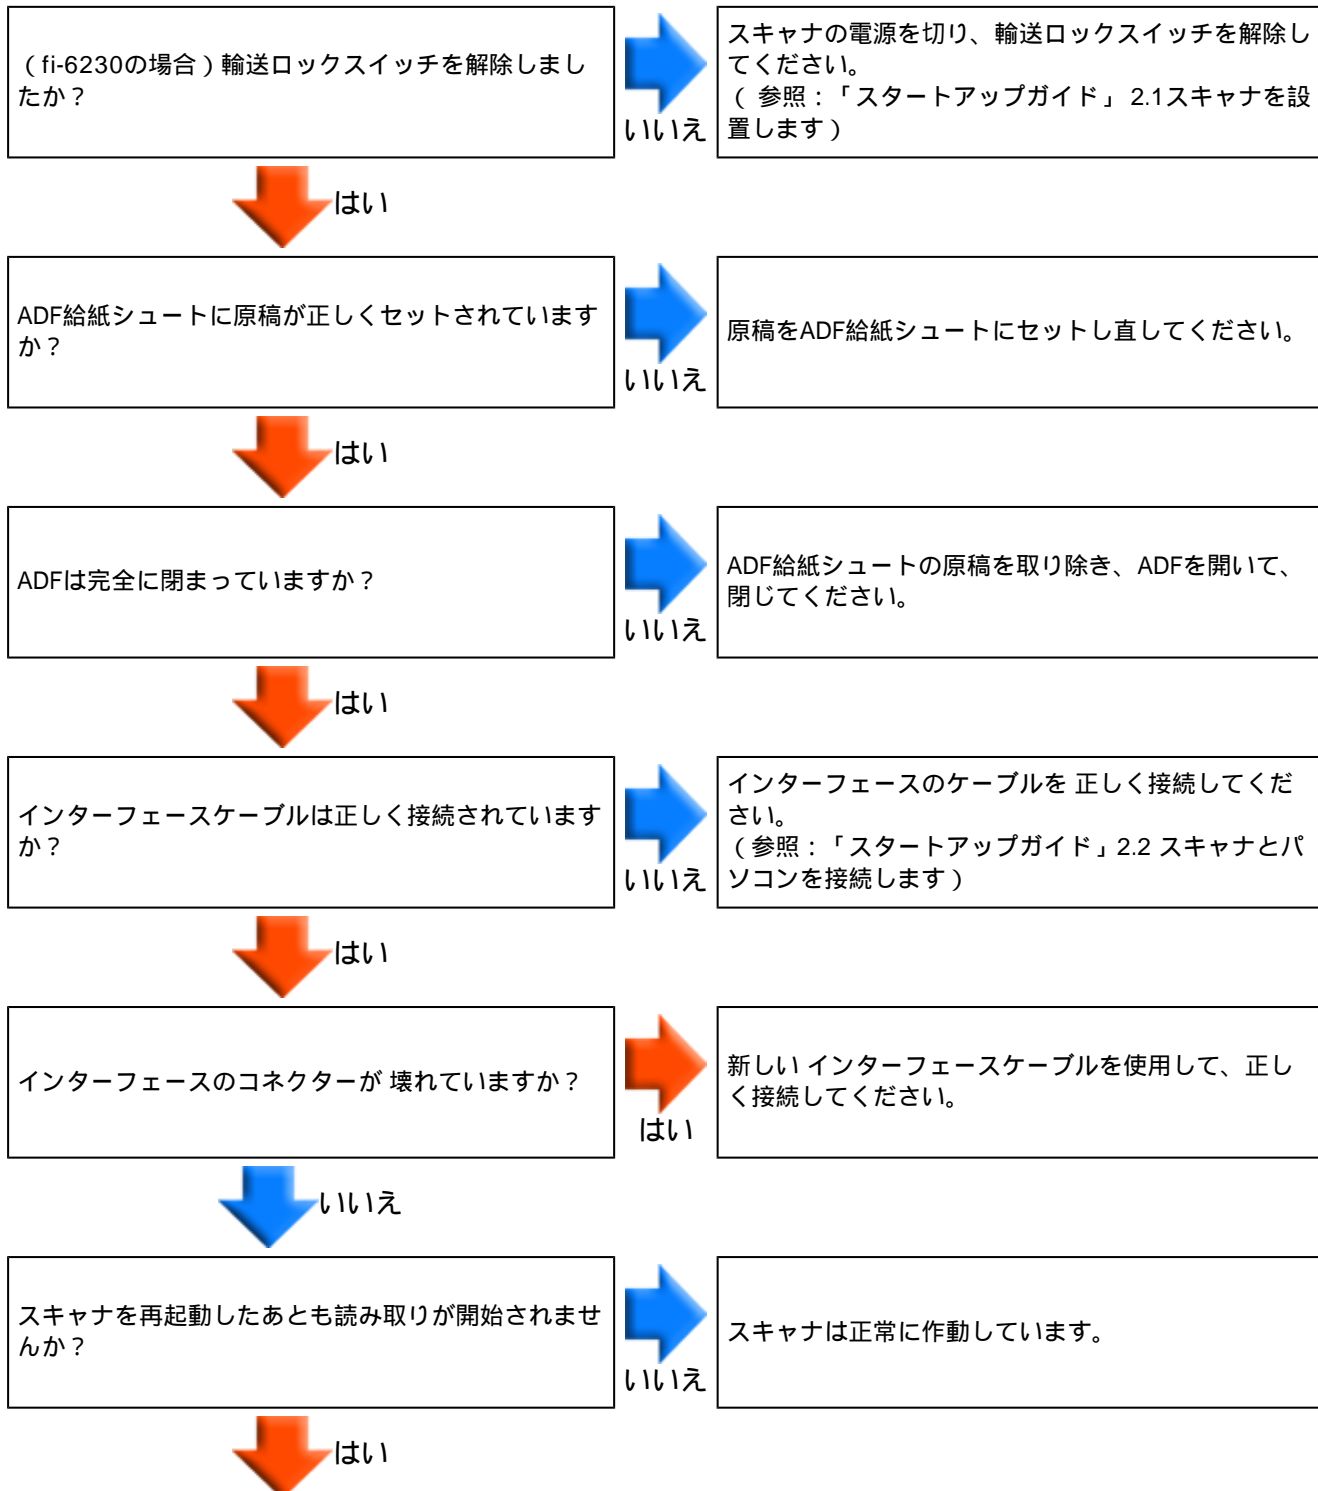 （fi-6230の場合）輸送ロックスイッチを解除しまし
たか？
いいえ
スキャナの電源を切り、輸送ロックスイッチを解除し
てください。
（ 参照：「スタートアップガイド」 2.1スキャナを設
置します）
はい
ADF給紙シュートに原稿が正しくセットされています
か？
いいえ
原稿をADF給紙シュートにセットし直してください。
はい
ADFは完全に閉まっていますか？
いいえ
ADF給紙シュートの原稿を取り除き、ADFを開いて、
閉じてください。
はい
インターフェースケーブルは正しく接続されています
か？
いいえ
インターフェースのケーブルを 正しく接続してくだ
さい。
（参照：「スタートアップガイド」2.2 スキャナとパ
ソコンを接続します）
はい
インターフェースのコネクターが 壊れていますか？
はい
新しい インターフェースケーブルを使用して、正し
く接続してください。
いいえ
スキャナを再起動したあとも読み取りが開始されませ
んか？
いいえ
スキャナは正常に作動しています。
はい